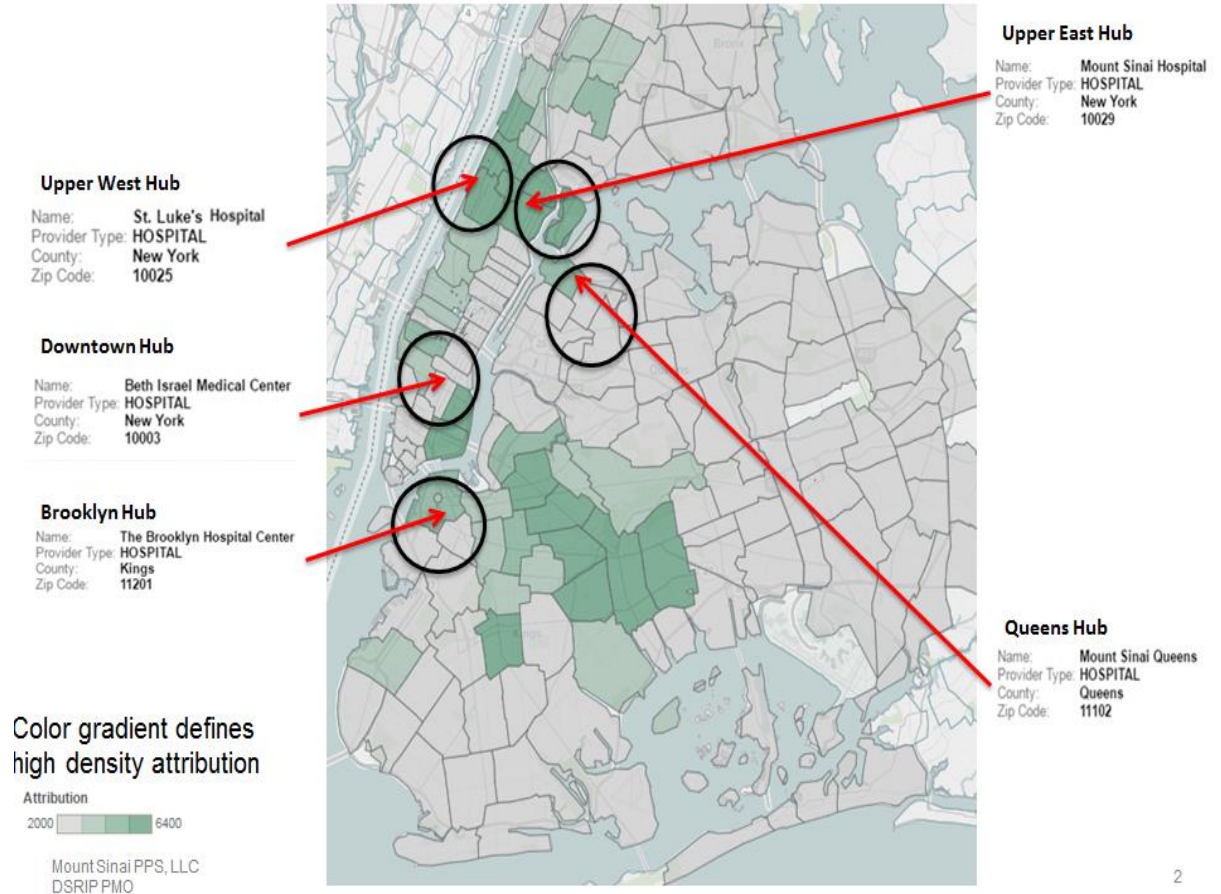 Upper East Hub
Name: Mount Sinai Hospital
Provider Type: HOSPITAL
County: New York
Zip Code: 10029
Upper West Hub
Name: St. Luke's Hospital
Provider Type: HOSPITAL
County: New York
Zip Code: 10025
Downtown Hub
Name: Beth Israel Medical Center
Provider Type: HOSPITAL
County: New York
Zip Code: 10003
Brooklyn Hub
Name: The Brooklyn Hospital Center
Provider Type: HOSPITAL
County: Kings
Zip Code: 11201
Queens Hub
Name: Mount Sinai Queens
Provider Type: HOSPITAL
County: Queens
Zip Code: 11102
Bronx
Kings
4
Color gradient defines
high density attribution
Attribution
2000 6400
Mount Sinai PPS, LLC
DSRIP PMO
2